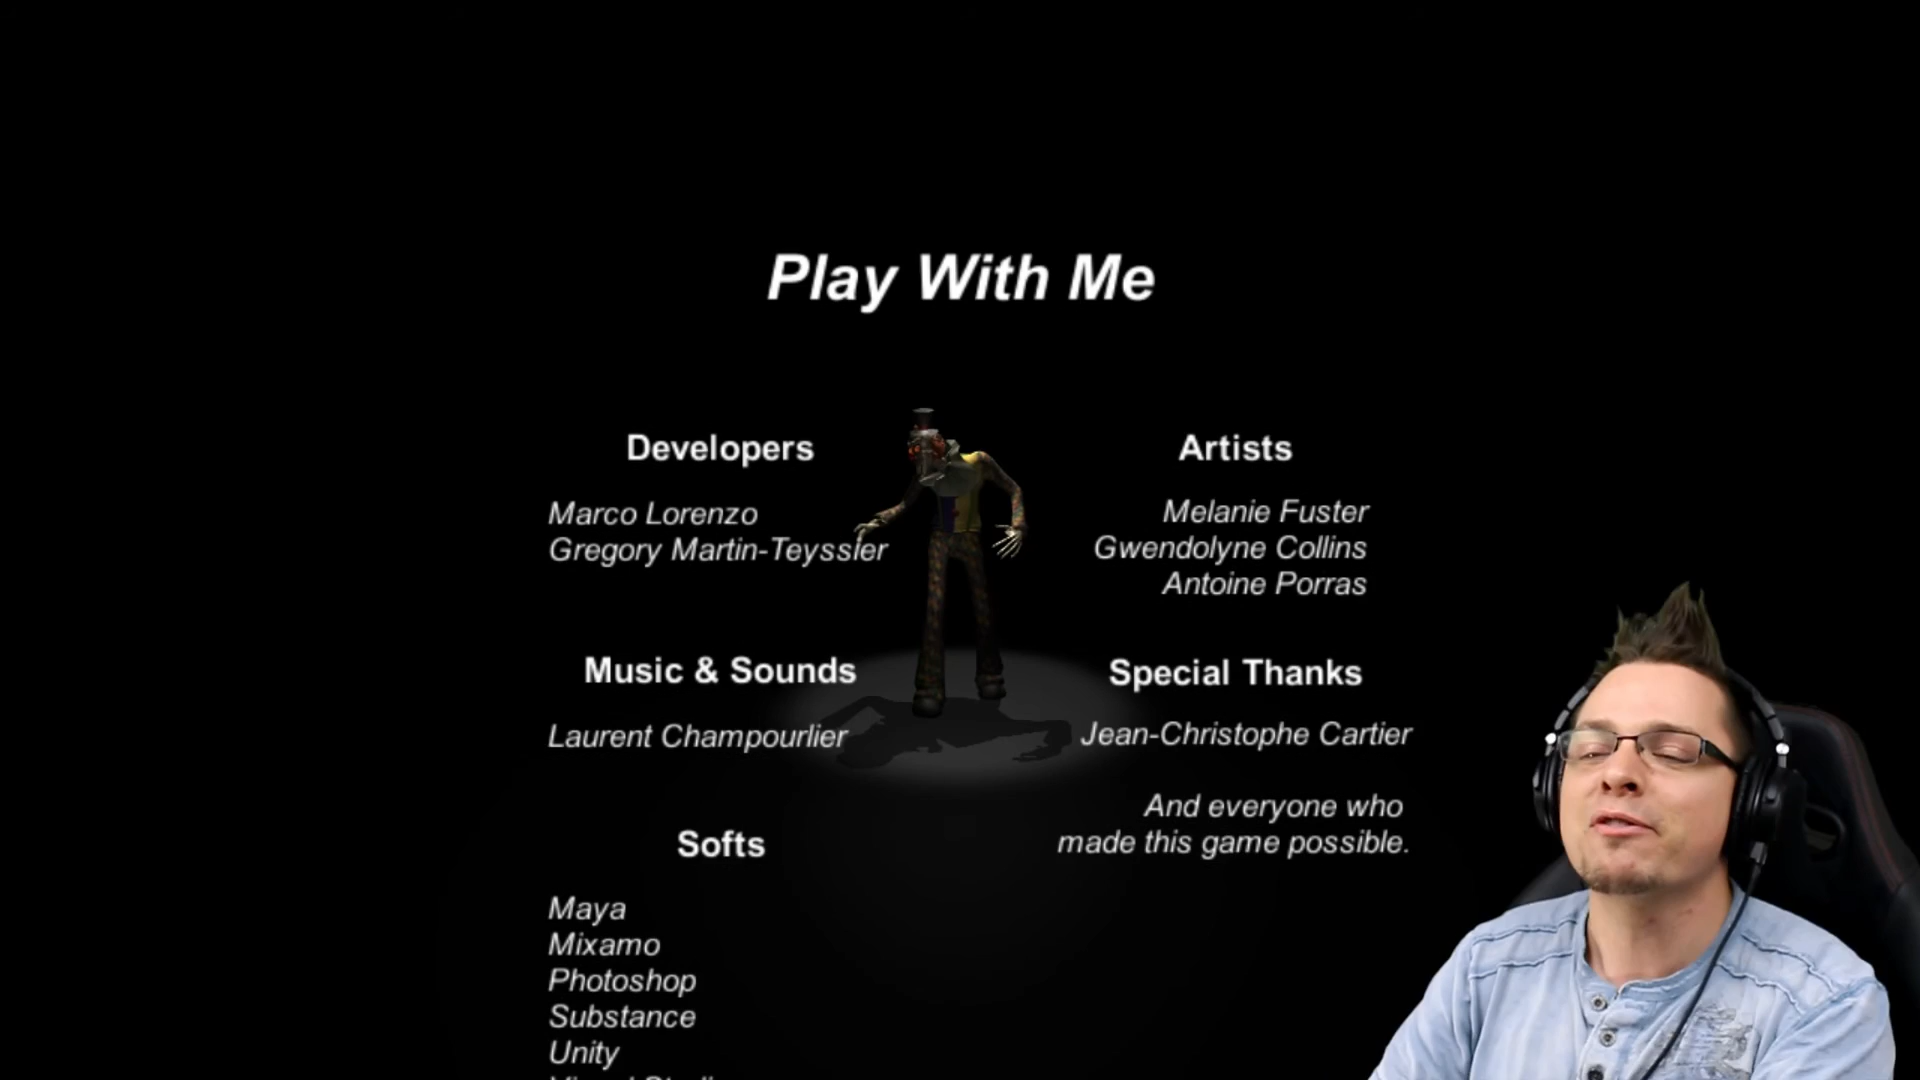 Play With Me
Developers
Marco Lorenzo
Gregory Martin-Teyssier
Artists
Melanie Fuster
Gwendolyne Collins
Antoine Porras
Music & Sounds
Laurent Champourlier
Special Thanks
Jean-Christophe Cartier
And everyone who
made this game possible.
Softs
Maya
Mixamo
Photoshop
Substance
Unity